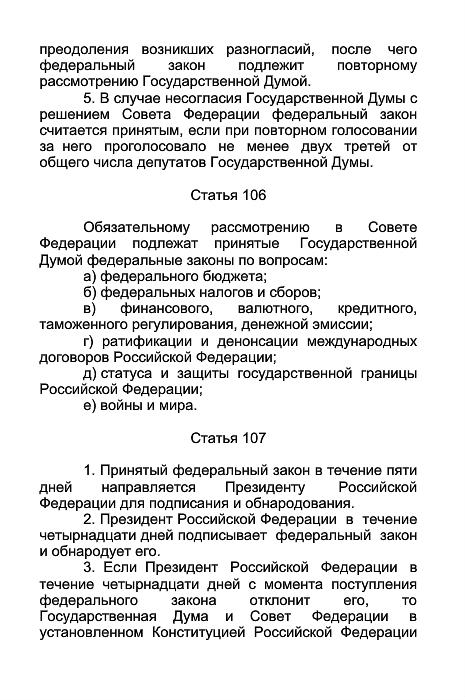 преодоления возникших разногласий, после чего
федеральный закон подлежит повторному
рассмотрению Государственной Думой.
5. В случае несогласия Государственной Думы с
решением Совета Федерации федеральный закон
считается принятым, если при повторном голосовании
за него проголосовало не менее двух третей от
общего числа депутатов Государственной Думы.
Статья 106
Обязательному рассмотрению в Совете
Федерации подлежат принятые Государственной
Думой федеральные законы по вопросам:
а) федерального бюджета;
б) федеральных налогов и сборов;
в) финансового, валютного, кредитного,
таможенного регулирования, денежной эмиссии;
г) ратификации и денонсации международных
договоров Российской Федерации;
д) статуса и защиты государственной границы
Российской Федерации;
е) войны и мира.
Статья 107
1. Принятый федеральный закон в течение пяти
дней направляется Президенту Российской
Федерации для подписания и обнародования.
2. Президент Российской Федерации в течение
четырнадцати дней подписывает федеральный закон
и обнародует его.
3. Если Президент Российской Федерации в
течение четырнадцати дней с момента поступления
федерального закона отклонит его, то
Государственная Дума и Совет Федерации в
установленном Конституцией Российской Федерации